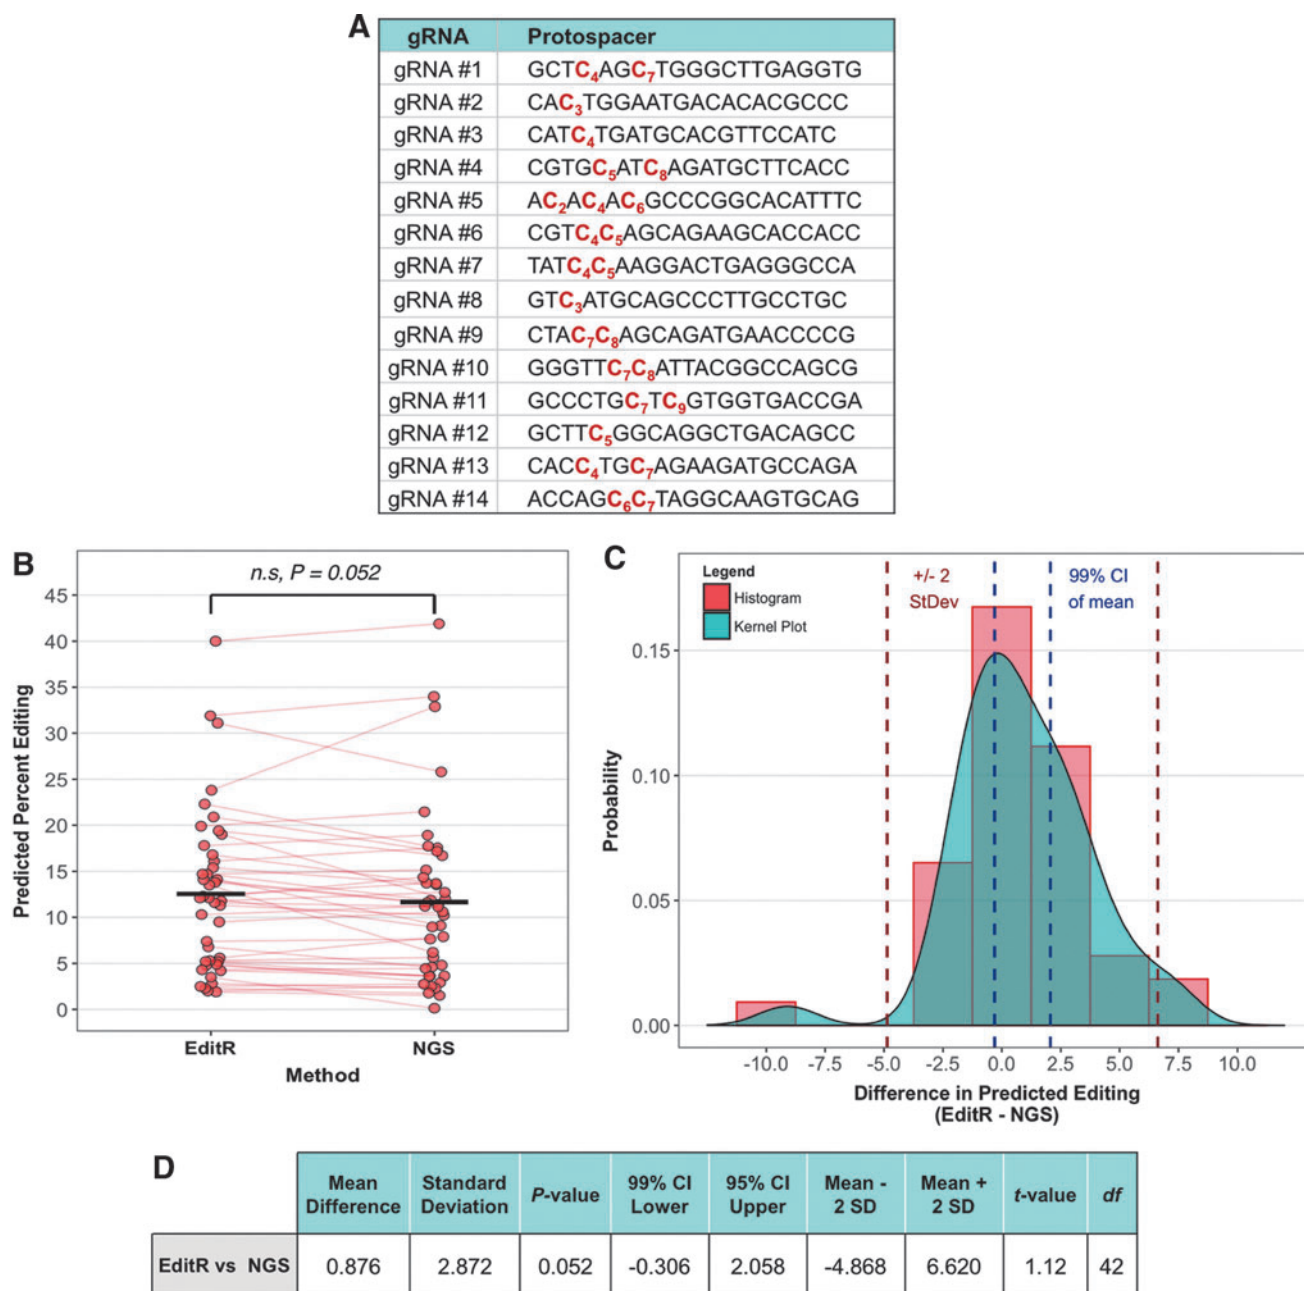 A
gRNA Protospacer
gRNA #1 GCTC4AGC7TGGGCTTGAGGTG
gRNA #2 CAC3TGGAATGACACACGCCC
gRNA #3 CATC4TGATGCACGTTCCATC
gRNA #4 CGTGC5ATC8AGATGCTTCACC
gRNA #5 AC2AC4AC6GCCCGGCACATTTC
gRNA #6 CGTC4C5AGCAGAAGCACCACC
gRNA #7 TATC4C5AAGGACTGAGGGCCA
gRNA #8 GTC3ATGCAGCCCTTGCCTGC
gRNA #9 CTAC7C8AGCAGATGAACCCCG
gRNA #10 GGGTTC7C8ATTACGGCCAGCG
gRNA #11 GCCCTGC7TC9GTGGTGACCGA
gRNA #12 GCTTC5GGCAGGCTGACAGCC
gRNA #13 CACC4TGC7AGAAGATGCCAGA
gRNA #14 ACCAGC6C7TAGGCAAGTGCAG
B
n.s, P = 0.052
Predicted Percent Editing
45
40
35
30
25
20
15
10
5
0
EditR NGS
Method
C
Legend
Histogram
Kernel Plot
+/- 2
StDev
99% CI
of mean
Probability
0.15
0.10
0.05
0.00
-10.0 -7.5 -5.0 -2.5 0.0 2.5 5.0 7.5 10.0
Difference in Predicted Editing
(EditR - NGS)
D
Mean Difference Standard Deviation P-value 99% CI Lower 95% CI Upper Mean - 2 SD Mean + 2 SD t-value df
EditR vs NGS 0.876 2.872 0.052 -0.306 2.058 -4.868 6.620 1.12 42